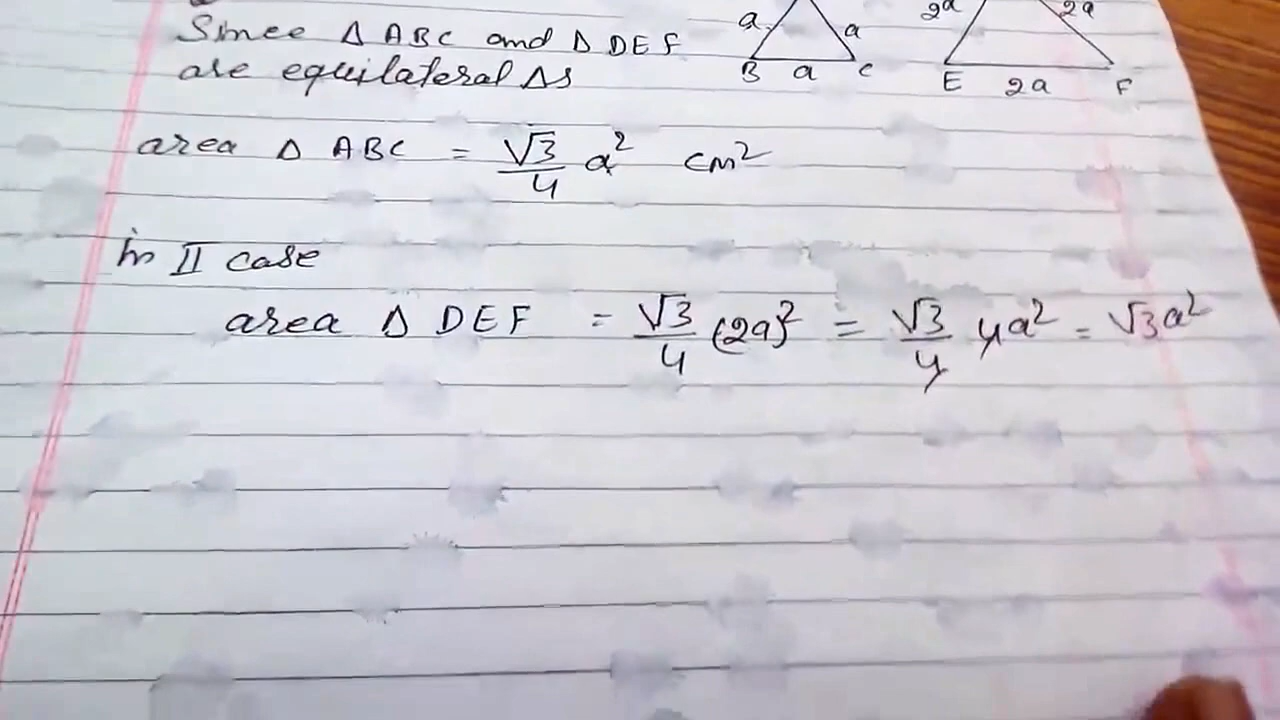 Since Δ ABC and Δ DEF
are equilateral Δs
a a
B a C
2a 2a
E 2a F
area Δ ABC = √3/4 a² cm²
in II case
area Δ DEF = √3/4 (2a)² = √3/4 4a² = √3a²